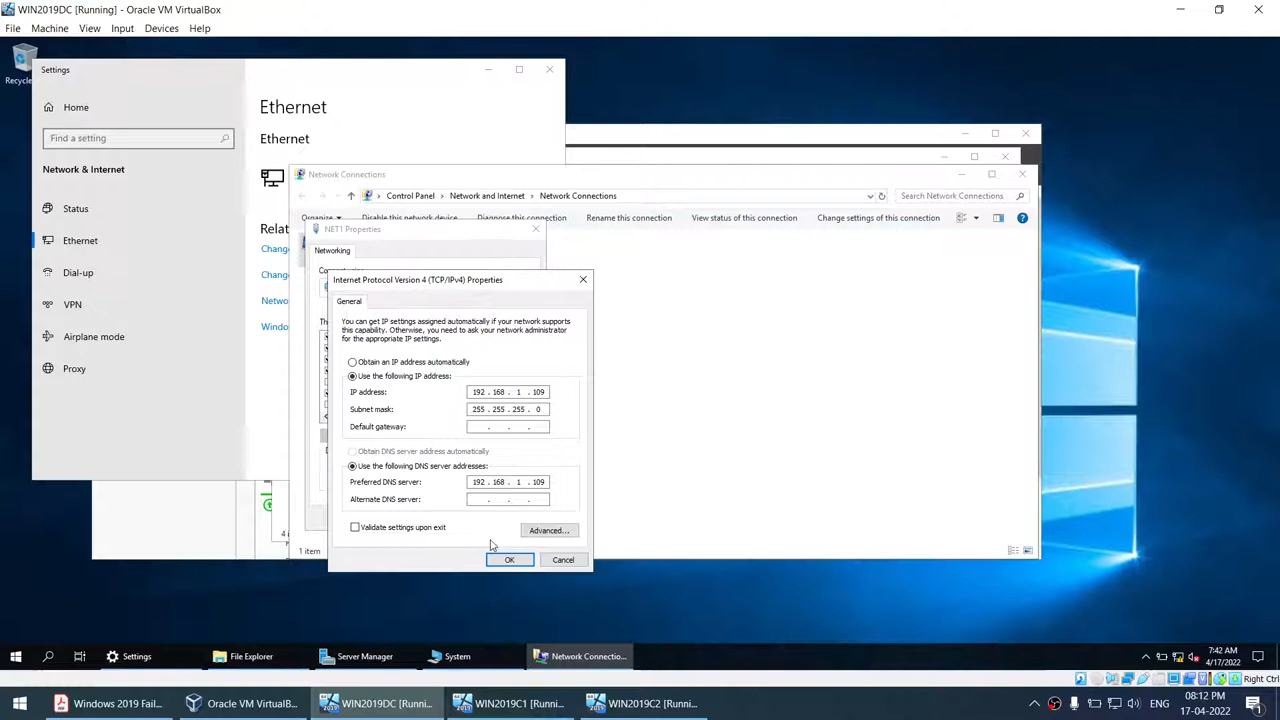 WIN2019DC [Running] - Oracle VM VirtualBox
File Machine View Input Devices Help
Recycle
Settings
Home
Find a setting
Network & Internet
Status
Ethernet
Dial-up
VPN
Airplane mode
Proxy
Ethernet
Ethernet
Network Connections
Control Panel Network and Internet Network Connections
Search Network Connections
Organize Disable this network device Diagnose this connection Rename this connection View status of this connection Change settings of this connection
NET1 Properties
Networking
Internet Protocol Version 4 (TCP/IPv4) Properties
General
You can get IP settings assigned automatically if your network supports
this capability. Otherwise, you need to ask your network administrator
for the appropriate IP settings.
Obtain an IP address automatically
Use the following IP address:
IP address: 192 . 168 . 1 . 109
Subnet mask: 255 . 255 . 255 . 0
Default gateway: . . .
Obtain DNS server address automatically
Use the following DNS server addresses:
Preferred DNS server: 192 . 168 . 1 . 109
Alternate DNS server: . . .
Validate settings upon exit
Advanced...
OK Cancel
1 item
Settings File Explorer Server Manager System Network Connectio...
7:42 AM
4/17/2022
Right Ctrl
Windows 2019 Fail... Oracle VM VirtualB... WIN2019DC [Runni... WIN2019C1 [Runni... WIN2019C2 [Runni...
ENG
08:12 PM
17-04-2022